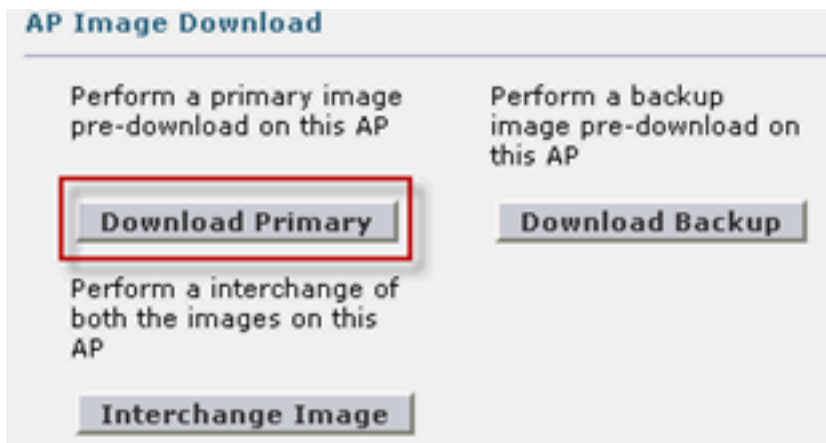 AP Image Download
Perform a primary image
pre-download on this AP
Download Primary
Perform a backup
image pre-download on
this AP
Download Backup
Perform a interchange of
both the images on this
AP
Interchange Image